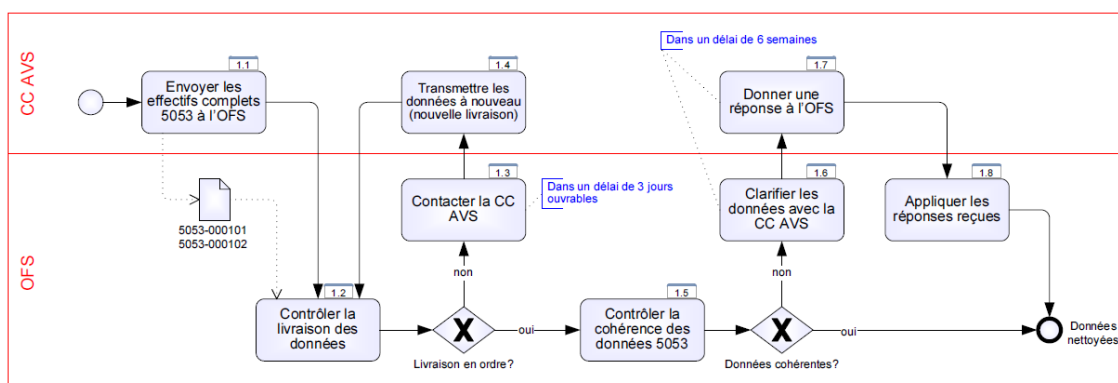 CC AVS
1.1
Envoyer les
effectifs complets
5053 à l'OFS
1.4
Transmettre les
données à nouveau
(nouvelle livraison)
Dans un délai de 6 semaines
1.7
Donner une
réponse à l'OFS
OFS
5053-000101
5053-000102
1.3
Contacter la CC
AVS
Dans un délai de 3 jours
ouvrables
1.6
Clarifier les
données avec la
CC AVS
1.8
Appliquer les
réponses reçues
non
non
1.2
Contrôler la
livraison des
données
X
oui
Livraison en ordre?
1.5
Contrôler la
cohérence des
données 5053
X
oui
Données cohérentes?
Données
nettoyées